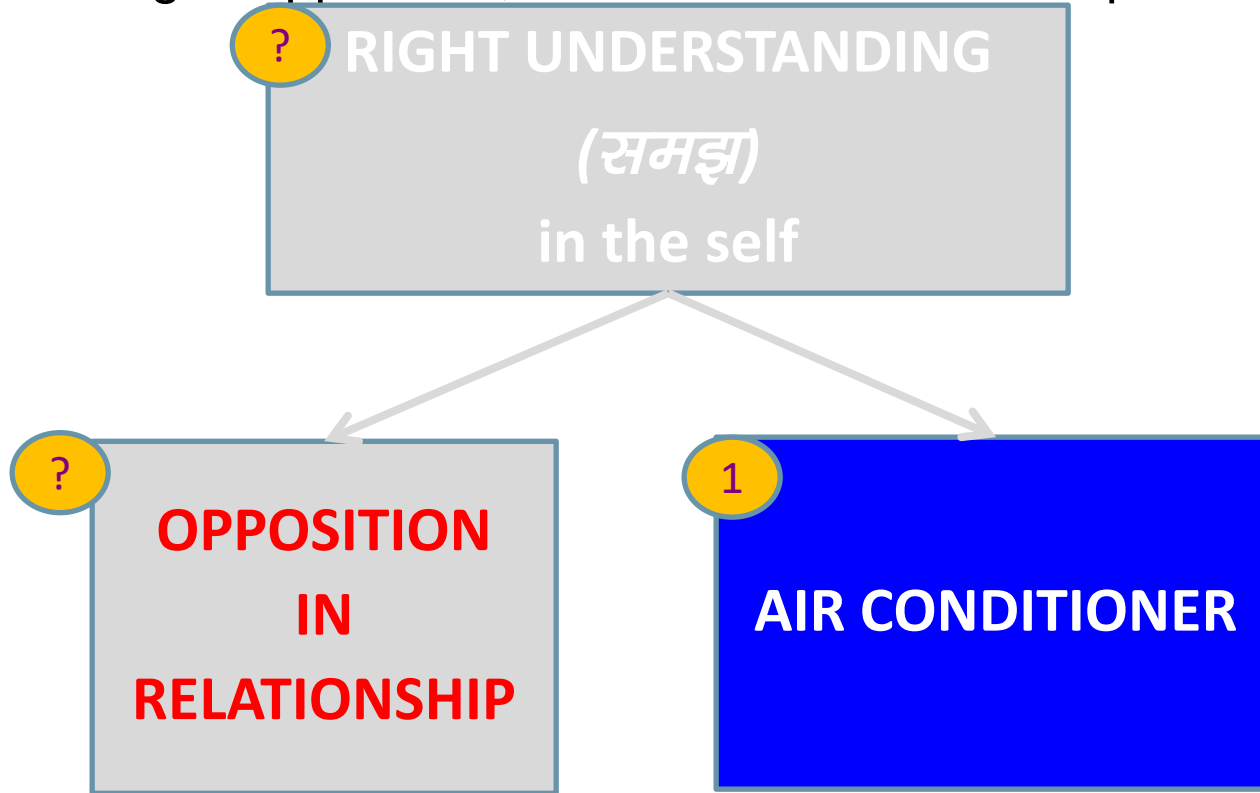 ? RIGHT UNDERSTANDING
(समझ)
in the self
?
OPPOSITION
IN
RELATIONSHIP
1
AIR CONDITIONER